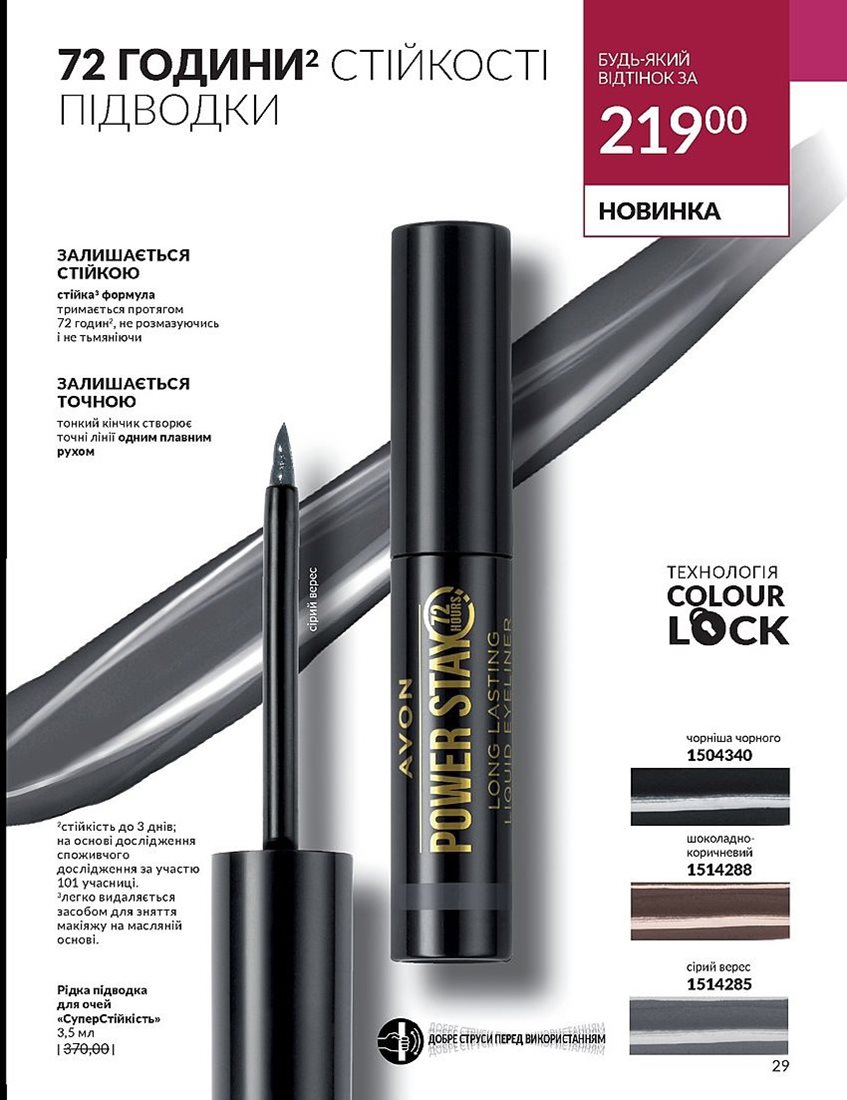 72 ГОДИНИ² СТІЙКОСТІ
ПІДВОДКИ
БУДЬ-ЯКИЙ
ВІДТІНОК ЗА
219⁰⁰
НОВИНКА
ЗАЛИШАЄТЬСЯ
СТІЙКОЮ
стійка³ формула
тримається протягом
72 годин², не розмазуючись
і не тьмяніючи
ЗАЛИШАЄТЬСЯ
ТОЧНОЮ
тонкий кінчик створює
точні лінії одним плавним
рухом
сірий верес
AVON
POWER STAY
72 HOURS
LONG LASTING
LIQUID EYELINER
ТЕХНОЛОГІЯ
COLOUR
LOCK
чорніша чорного
1504340
шоколадно-
коричневий
1514288
сірий верес
1514285
²стійкість до 3 днів;
на основі дослідження
споживчого
дослідження за участю
101 учасниці.
³легко видаляється
засобом для зняття
макіяжу на масляній
основі.
Рідка підводка
для очей
«СуперСтійкість»
3,5 мл
| 370,00 |
ДОБРЕ СТРУСИ ПЕРЕД ВИКОРИСТАННЯМ
29